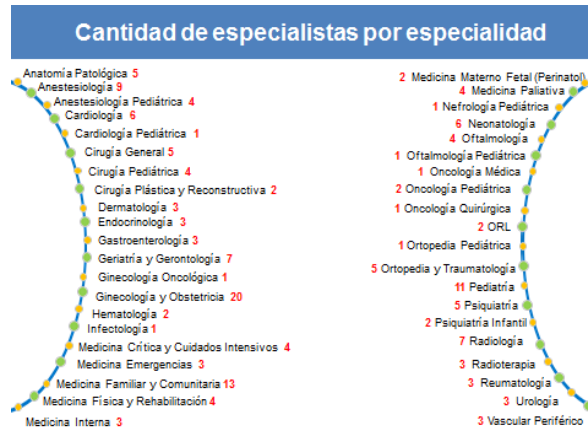 Cantidad de especialistas por especialidad
Anatomía Patológica 5
Anestesiología 9
Anestesiología Pediátrica 4
Cardiología 6
Cardiología Pediátrica 1
Cirugía General 5
Cirugía Pediátrica 4
Cirugía Plástica y Reconstructiva 2
Dermatología 3
Endocrinología 3
Gastroenterología 3
Geriatría y Gerontología 7
Ginecología Oncológica 1
Ginecología y Obstetricia 20
Hematología 2
Infectología 1
Medicina Crítica y Cuidados Intensivos 4
Medicina Emergencias 3
Medicina Familiar y Comunitaria 13
Medicina Física y Rehabilitación 4
Medicina Interna 3
2 Medicina Materno Fetal (Perinatol)
4 Medicina Paliativa
1 Nefrología Pediátrica
6 Neonatología
4 Oftalmología
1 Oftalmología Pediátrica
1 Oncología Médica
2 Oncología Pediátrica
1 Oncología Quirúrgica
2 ORL
1 Ortopedia Pediátrica
5 Ortopedia y Traumatología
11 Pediatría
5 Psiquiatría
2 Psiquiatría Infantil
7 Radiología
3 Radioterapia
3 Reumatología
3 Urología
3 Vascular Periférico